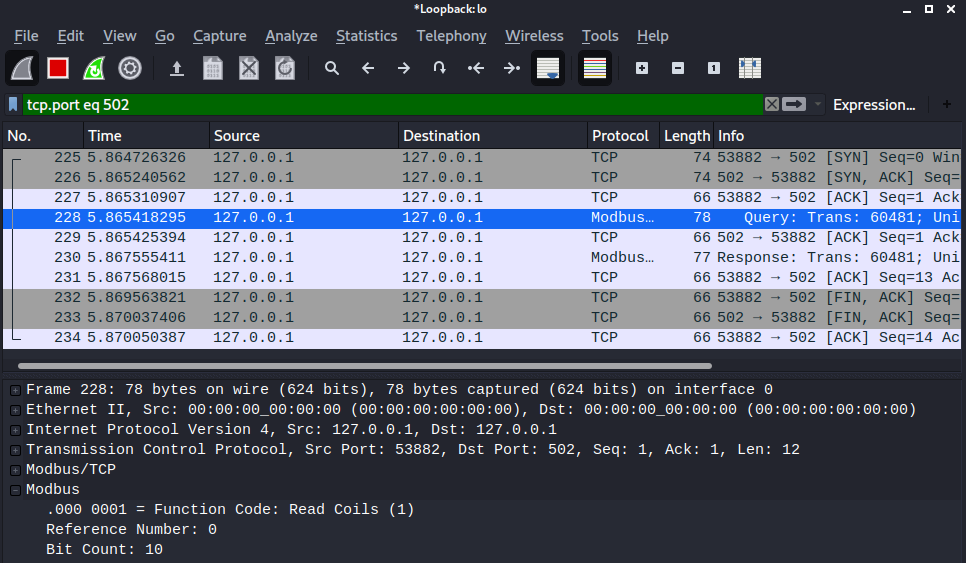 *Loopback: lo
File Edit View Go Capture Analyze Statistics Telephony Wireless Tools Help
tcp.port eq 502 Expression... +
No. Time Source Destination Protocol Length Info
225 5.864726326 127.0.0.1 127.0.0.1 TCP 74 53882 → 502 [SYN] Seq=0 Win
226 5.865240562 127.0.0.1 127.0.0.1 TCP 74 502 → 53882 [SYN, ACK] Seq=
227 5.865310907 127.0.0.1 127.0.0.1 TCP 66 53882 → 502 [ACK] Seq=1 Ack
228 5.865418295 127.0.0.1 127.0.0.1 Modbus… 78 Query: Trans: 60481; Uni
229 5.865425394 127.0.0.1 127.0.0.1 TCP 66 502 → 53882 [ACK] Seq=1 Ack
230 5.867555411 127.0.0.1 127.0.0.1 Modbus… 77 Response: Trans: 60481; Uni
231 5.867568015 127.0.0.1 127.0.0.1 TCP 66 53882 → 502 [ACK] Seq=13 Ac
232 5.869563821 127.0.0.1 127.0.0.1 TCP 66 53882 → 502 [FIN, ACK] Seq=
233 5.870037406 127.0.0.1 127.0.0.1 TCP 66 502 → 53882 [FIN, ACK] Seq=
234 5.870050387 127.0.0.1 127.0.0.1 TCP 66 53882 → 502 [ACK] Seq=14 Ac
Frame 228: 78 bytes on wire (624 bits), 78 bytes captured (624 bits) on interface 0
Ethernet II, Src: 00:00:00_00:00:00 (00:00:00:00:00:00), Dst: 00:00:00_00:00:00 (00:00:00:00:00:00)
Internet Protocol Version 4, Src: 127.0.0.1, Dst: 127.0.0.1
Transmission Control Protocol, Src Port: 53882, Dst Port: 502, Seq: 1, Ack: 1, Len: 12
Modbus/TCP
Modbus
.000 0001 = Function Code: Read Coils (1)
Reference Number: 0
Bit Count: 10